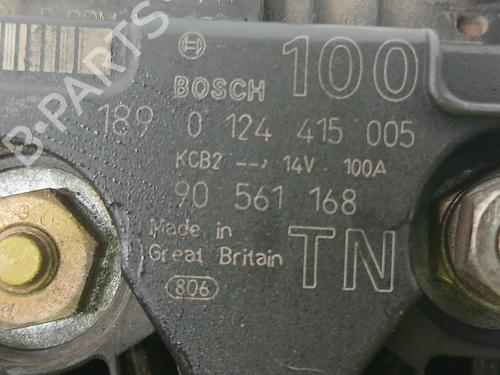 BOSCH 100
.189 0 124 415 005
KCB2 --> 14V 100A
90 561 168
Made in
Great Britain TN
806
B-PARTS